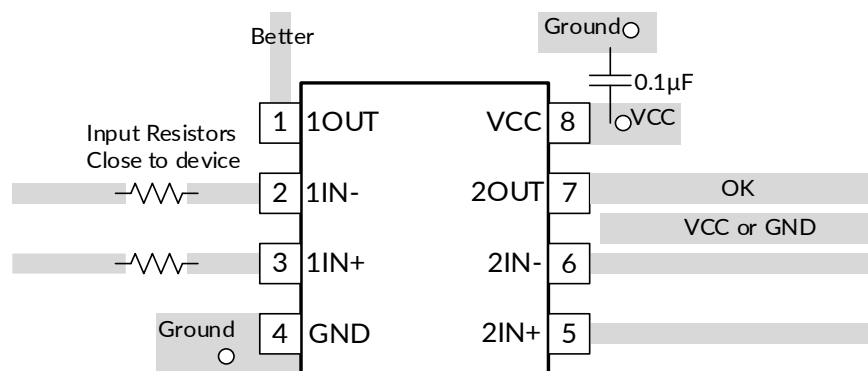 Better
Ground
0.1µF
1 1OUT VCC 8 VCC
Input Resistors
Close to device
2 1IN- 2OUT 7 OK
VCC or GND
3 1IN+ 2IN- 6
4 GND 2IN+ 5
Ground